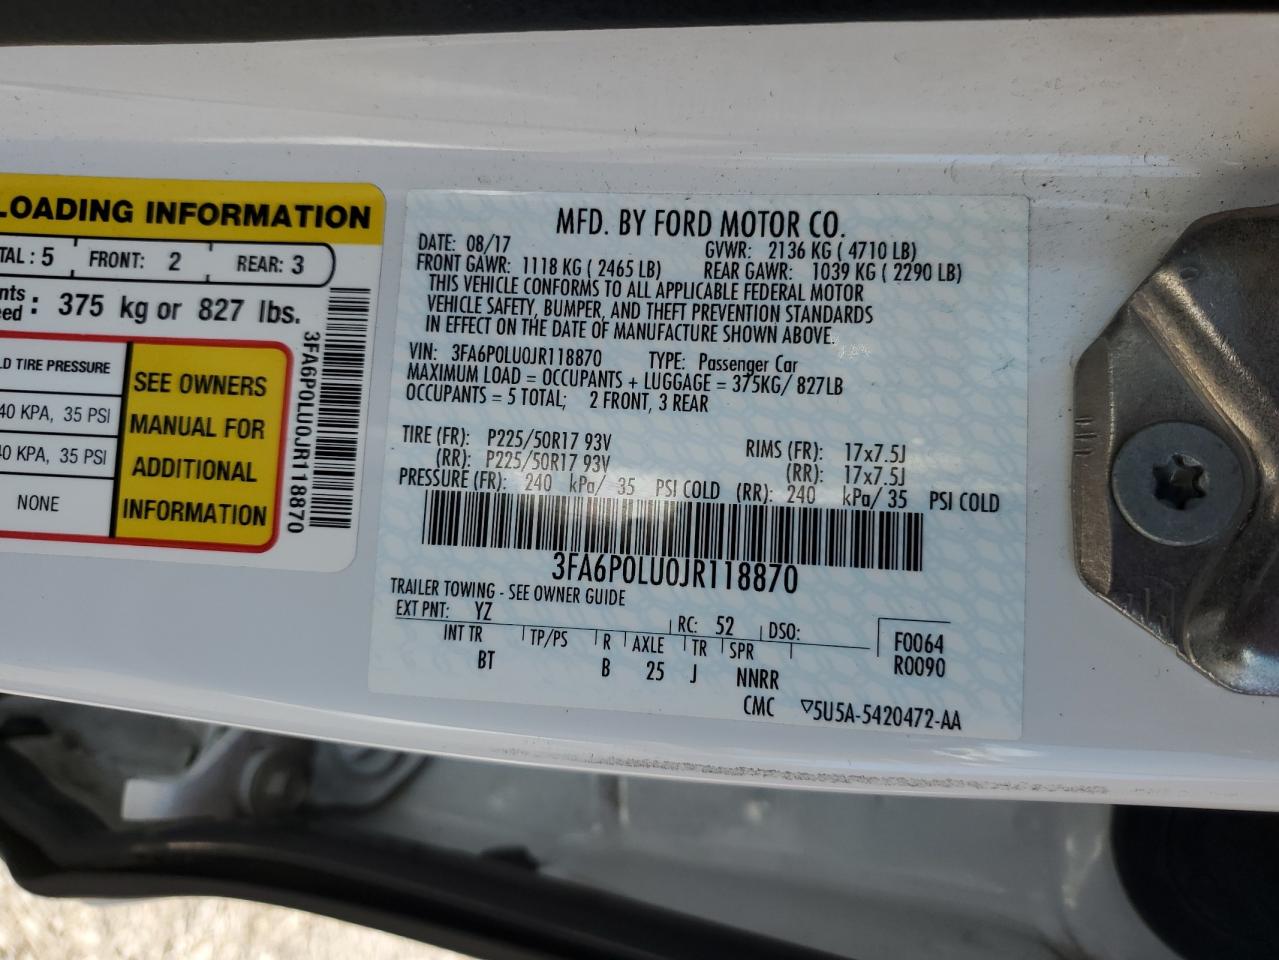 LOADING INFORMATION
TAL : 5 FRONT: 2 REAR: 3
nts
eed : 375 kg or 827 lbs.
LD TIRE PRESSURE
40 KPA, 35 PSI
40 KPA, 35 PSI
NONE
SEE OWNERS
MANUAL FOR
ADDITIONAL
INFORMATION
3FA6P0LU0JR118870
MFD. BY FORD MOTOR CO.
DATE: 08/17 GVWR: 2136 KG ( 4710 LB)
FRONT GAWR: 1118 KG ( 2465 LB) REAR GAWR: 1039 KG ( 2290 LB)
THIS VEHICLE CONFORMS TO ALL APPLICABLE FEDERAL MOTOR
VEHICLE SAFETY, BUMPER, AND THEFT PREVENTION STANDARDS
IN EFFECT ON THE DATE OF MANUFACTURE SHOWN ABOVE.
VIN: 3FA6P0LU0JR118870 TYPE: Passenger Car
MAXIMUM LOAD = OCCUPANTS + LUGGAGE = 375KG/ 827LB
OCCUPANTS = 5 TOTAL; 2 FRONT, 3 REAR
TIRE (FR): P225/50R17 93V RIMS (FR): 17x7.5J
(RR): P225/50R17 93V (RR): 17x7.5J
PRESSURE (FR): 240 kPa/ 35 PSI COLD (RR): 240 kPa/ 35 PSI COLD
3FA6P0LU0JR118870
TRAILER TOWING - SEE OWNER GUIDE
EXT PNT: YZ RC: 52 DSO: F0064
INT TR TP/PS R AXLE TR SPR R0090
BT B 25 J NNRR
CMC ▽5U5A-5420472-AA